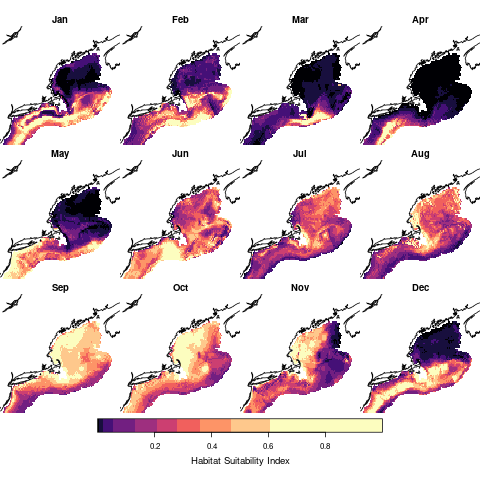 Jan Feb Mar Apr
May Jun Jul Aug
Sep Oct Nov Dec
0.2 0.4 0.6 0.8
Habitat Suitability Index